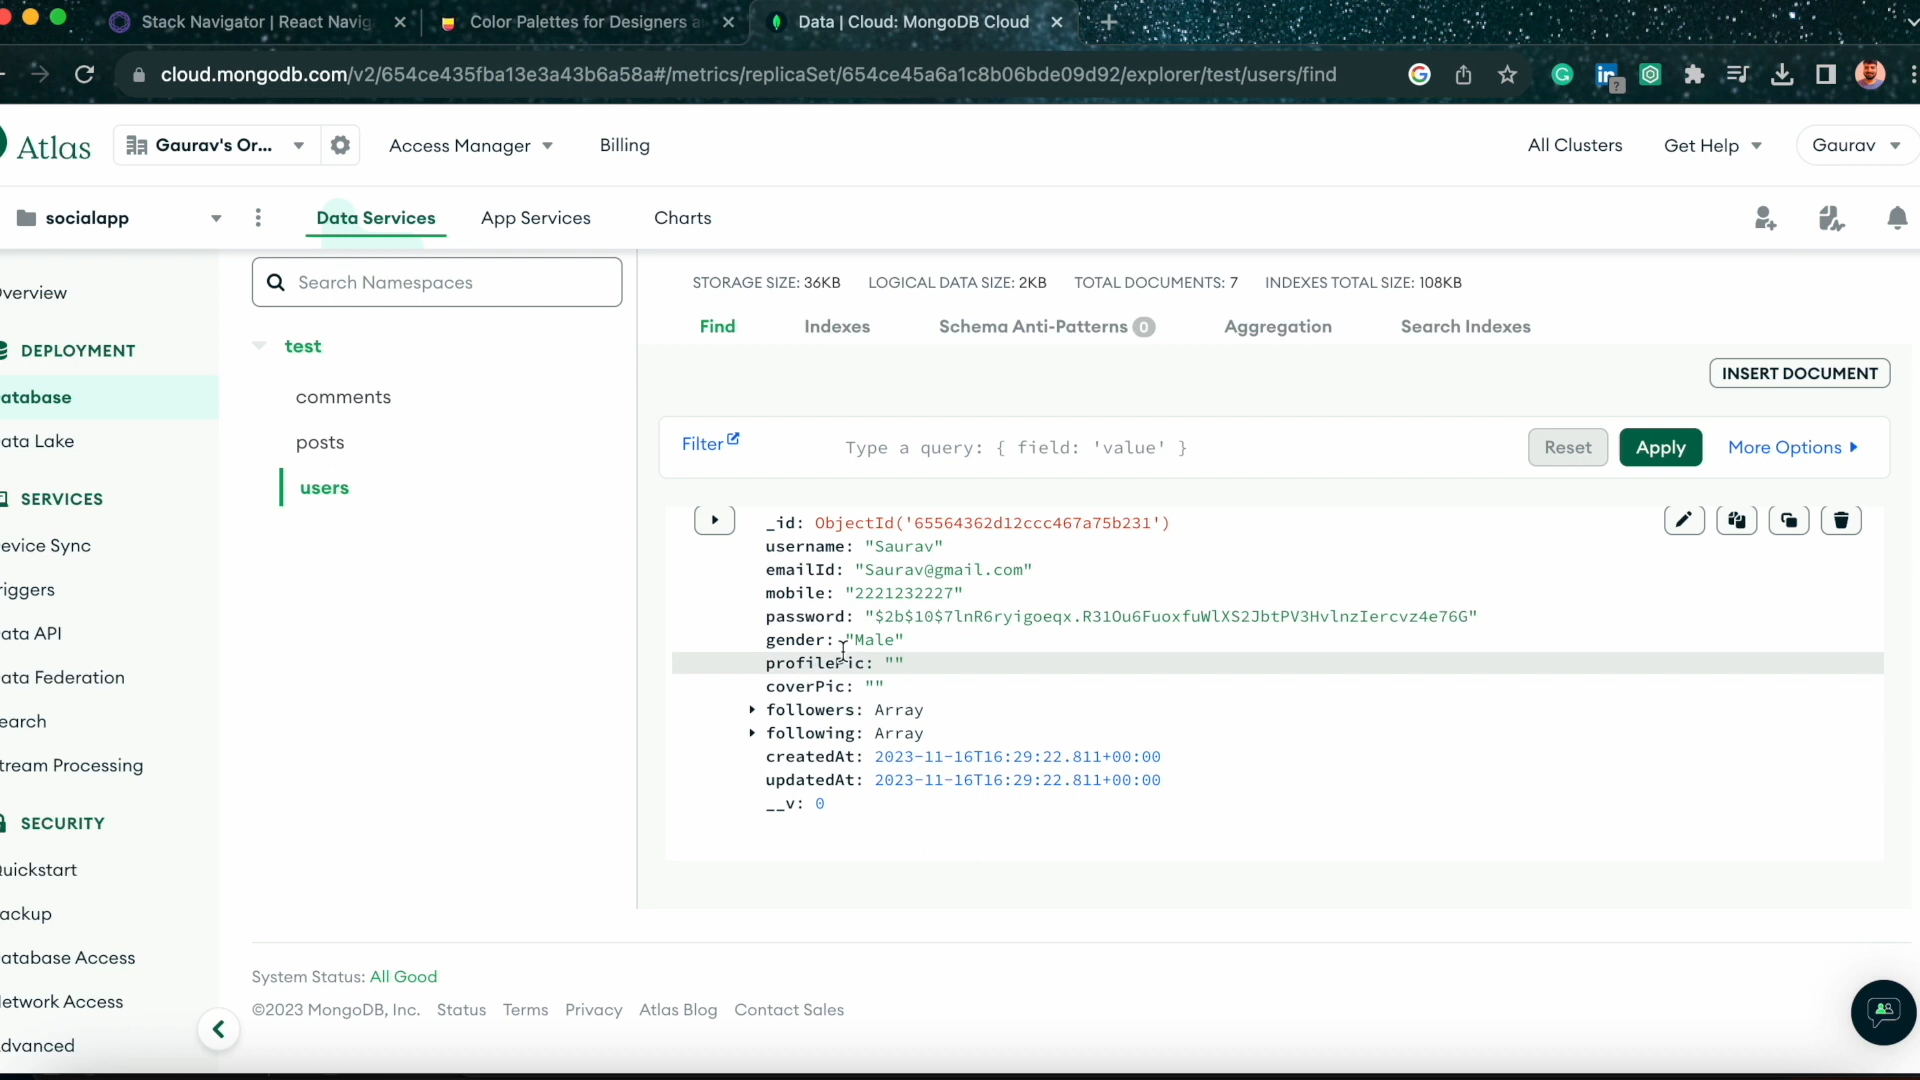 Stack Navigator | React Navig
Color Palettes for Designers a
Data | Cloud: MongoDB Cloud
cloud.mongodb.com/v2/654ce435fba13e3a43b6a58a#/metrics/replicaSet/654ce45a6a1c8b06bde09d92/explorer/test/users/find
Atlas
Gaurav's Or...
Access Manager
Billing
All Clusters
Get Help
Gaurav
socialapp
Data Services
App Services
Charts
verview
DEPLOYMENT
atabase
ata Lake
SERVICES
evice Sync
riggers
ata API
ata Federation
earch
tream Processing
SECURITY
uickstart
ackup
atabase Access
etwork Access
dvanced
Search Namespaces
test
comments
posts
users
STORAGE SIZE: 36KB LOGICAL DATA SIZE: 2KB TOTAL DOCUMENTS: 7 INDEXES TOTAL SIZE: 108KB
Find Indexes Schema Anti-Patterns 0 Aggregation Search Indexes
INSERT DOCUMENT
Filter
Type a query: { field: 'value' }
Reset
Apply
More Options
_id: ObjectId('65564362d12ccc467a75b231')
username: "Saurav"
emailId: "Saurav@gmail.com"
mobile: "2221232227"
password: "$2b$10$7lnR6ryigoeqx.R31Ou6FuoxfuWlXS2JbtPV3HvlnzIercvz4e76G"
gender: "Male"
profilePic: ""
coverPic: ""
followers: Array
following: Array
createdAt: 2023-11-16T16:29:22.811+00:00
updatedAt: 2023-11-16T16:29:22.811+00:00
__v: 0
System Status: All Good
©2023 MongoDB, Inc. Status Terms Privacy Atlas Blog Contact Sales